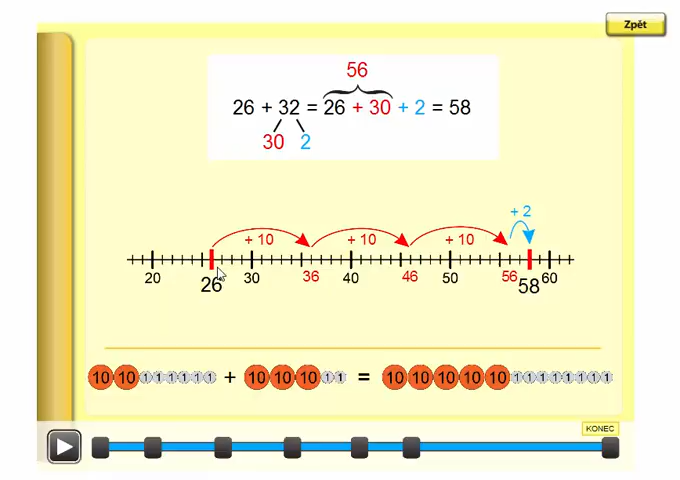 Zpět
56
26 + 32 = 26 + 30 + 2 = 58
30 2
+ 2
+ 10 + 10 + 10
20 26 30 36 40 46 50 56 58 60
10 10 1 1 1 1 1 1 + 10 10 10 1 1 = 10 10 10 10 10 1 1 1 1 1 1 1 1
KONEC